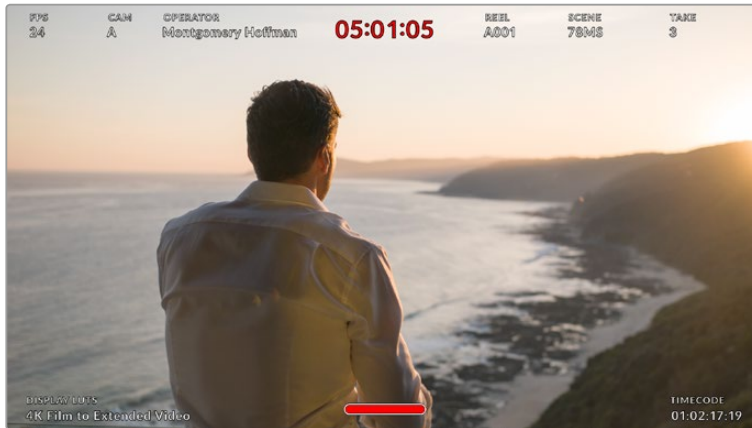 FPS
24
CAM
A
OPERATOR
Montgomery Hoffman
05:01:05
REEL
A001
SCENE
78MS
TAKE
3
DISPLAY LUTS
4K Film to Extended Video
TIMECODE
01:02:17:19